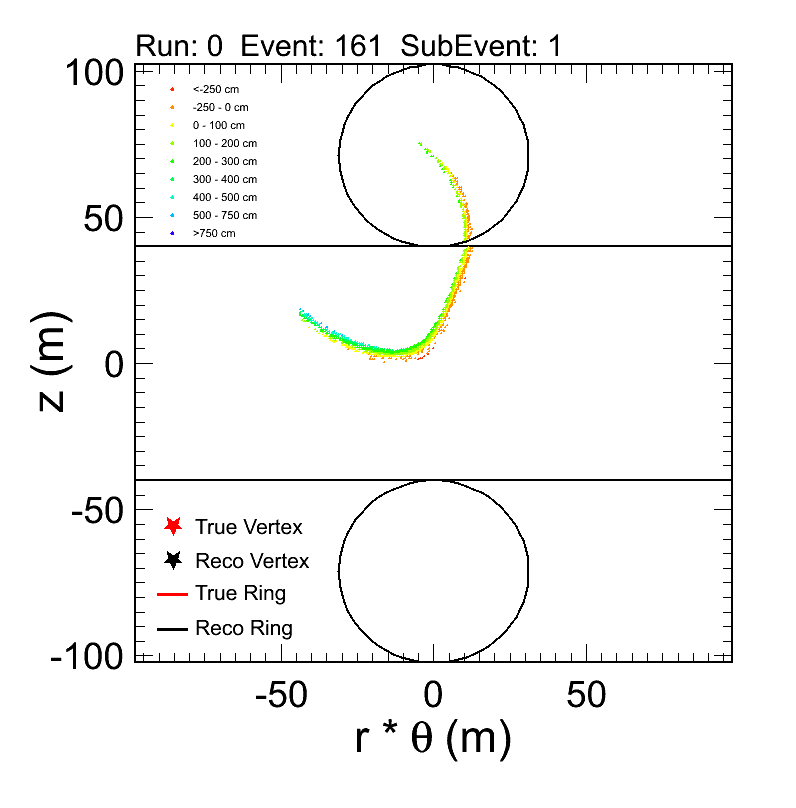 Run: 0  Event: 161  SubEvent: 1
100
50
0
-50
-100
z (m)
<-250 cm
-250 - 0 cm
0 - 100 cm
100 - 200 cm
200 - 300 cm
300 - 400 cm
400 - 500 cm
500 - 750 cm
>750 cm
True Vertex
Reco Vertex
True Ring
Reco Ring
-50
0
50
r * θ (m)